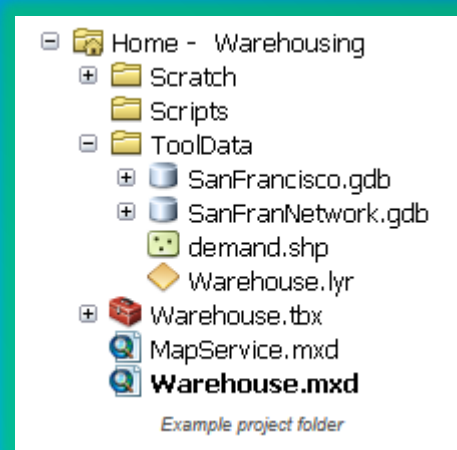 Home - Warehousing
Scratch
Scripts
ToolData
SanFrancisco.gdb
SanFranNetwork.gdb
demand.shp
Warehouse.lyr
Warehouse.tbx
MapService.mxd
Warehouse.mxd
Example project folder